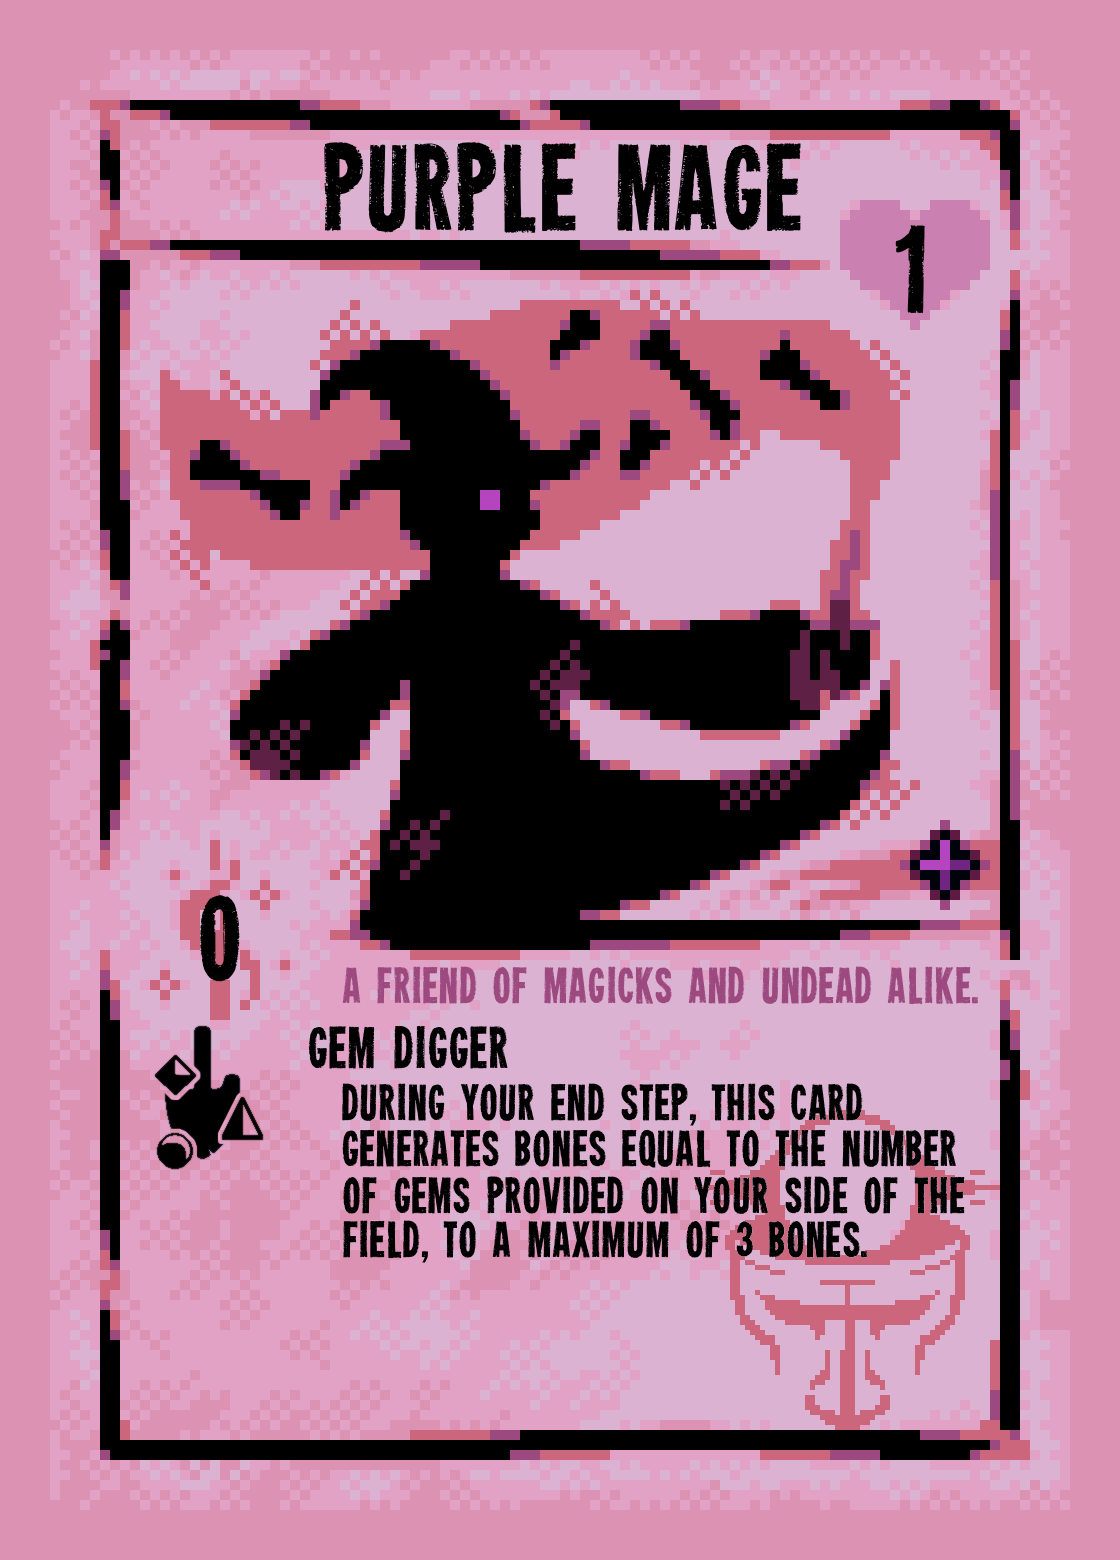 PURPLE MAGE
1
0
A FRIEND OF MAGICKS AND UNDEAD ALIKE.
GEM DIGGER
DURING YOUR END STEP, THIS CARD
GENERATES BONES EQUAL TO THE NUMBER
OF GEMS PROVIDED ON YOUR SIDE OF THE
FIELD, TO A MAXIMUM OF 3 BONES.